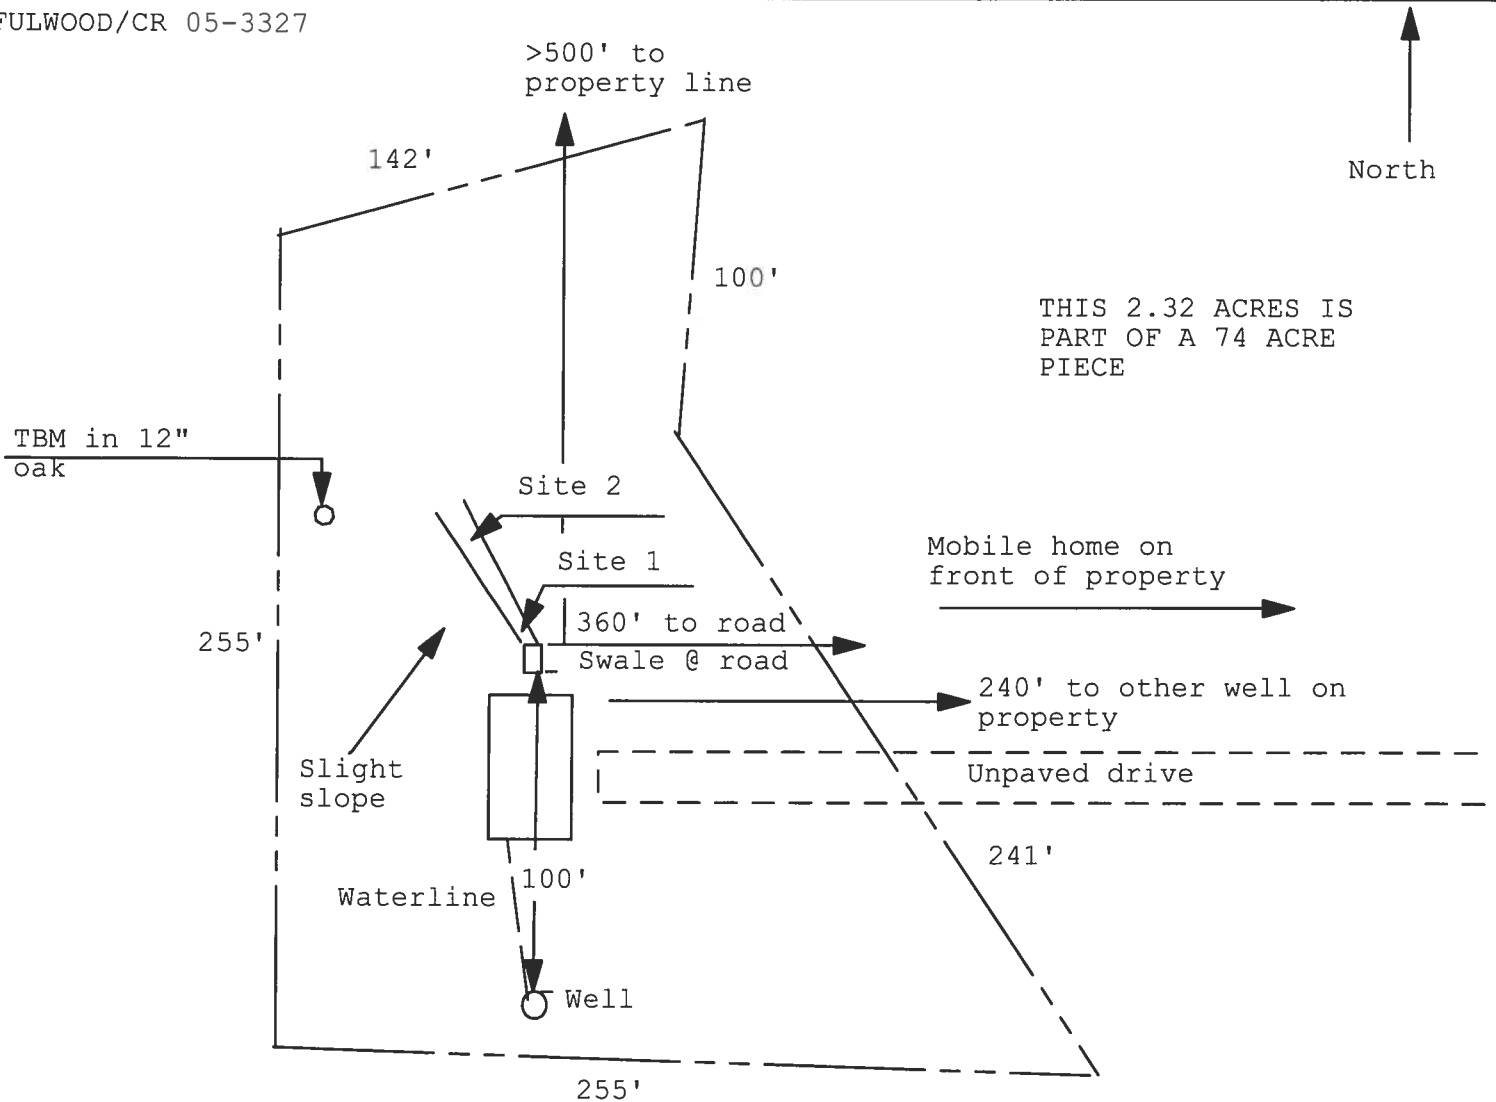 FULWOOD/CR 05-3327
>500' to
property line
142'
North
100'
THIS 2.32 ACRES IS
PART OF A 74 ACRE
PIECE
TBM in 12"
oak
Site 2
Site 1
Mobile home on
front of property
360' to road
255'
Swale @ road
240' to other well on
property
Slight
slope
Unpaved drive
241'
100'
Waterline
Well
255'